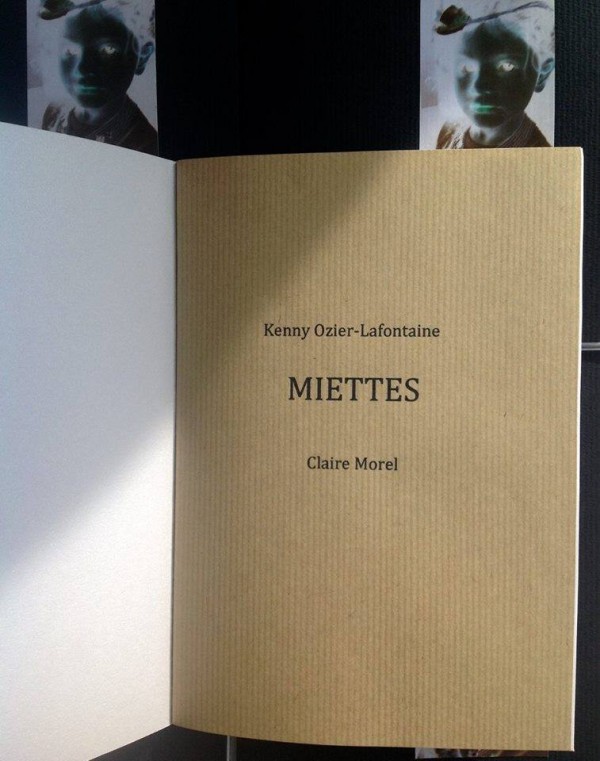 Kenny Ozier-Lafontaine
MIETTES
Claire Morel